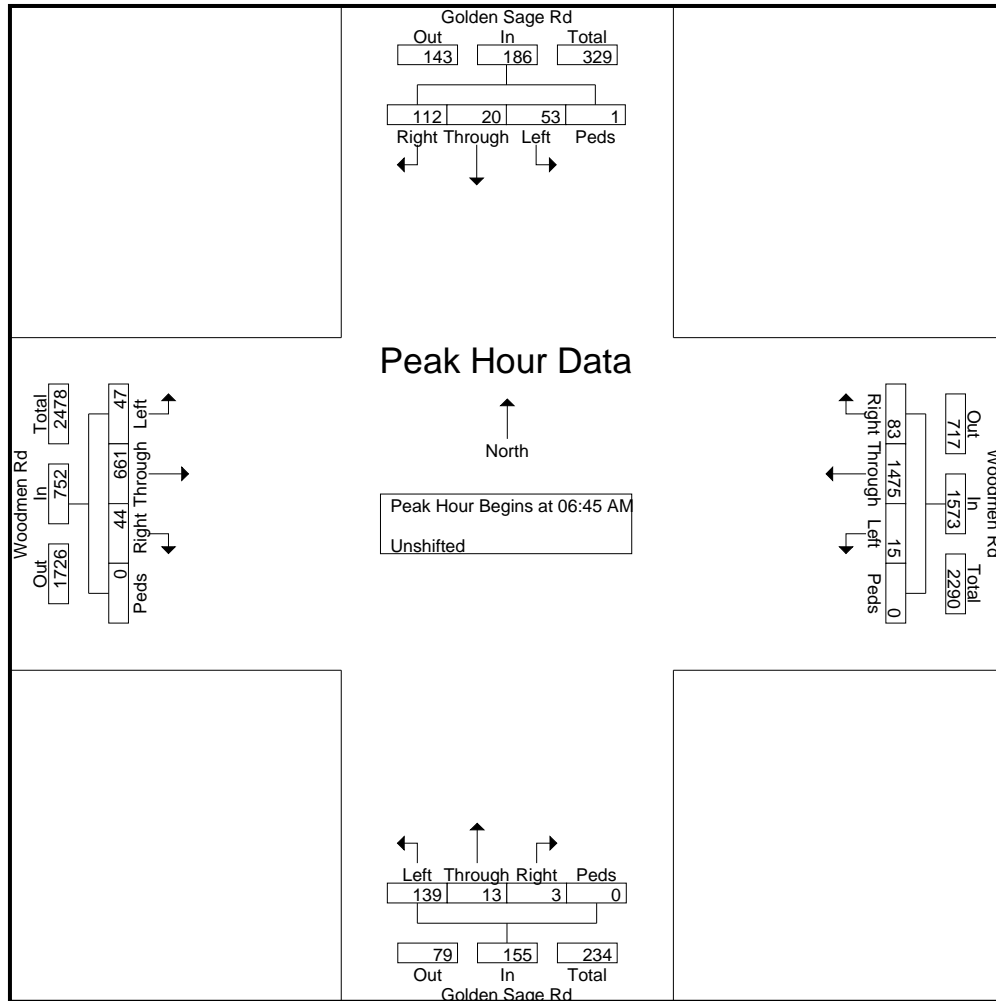 Golden Sage Rd
Out In Total
143 186 329
112 20 53 1
Right Through Left Peds
Peak Hour Data
North
Peak Hour Begins at 06:45 AM
Unshifted
Woodmen Rd
Total In Out
2478 752 1726
47 661 44 0
Left Through Right Peds
Woodmen Rd
Out In Total
717 1573 2290
83 1475 15 0
Right Through Left Peds
Left Through Right Peds
139 13 3 0
79 155 234
Out In Total
Golden Sage Rd